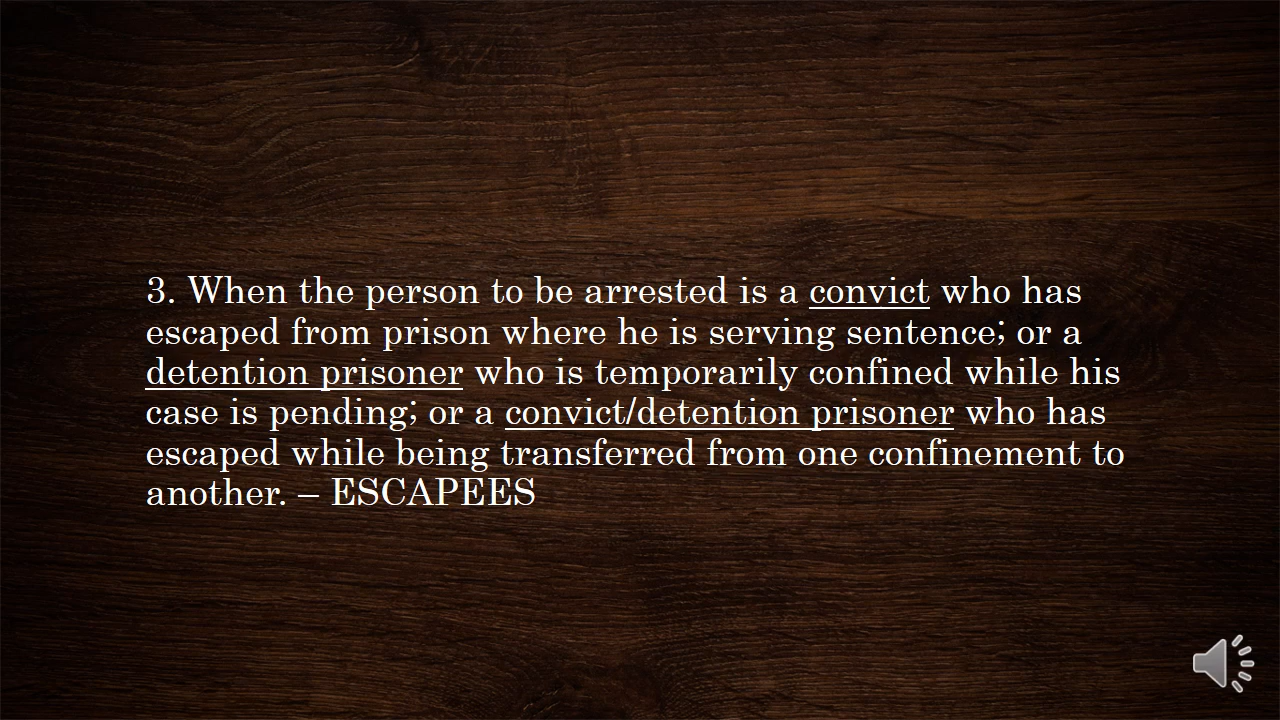 3. When the person to be arrested is a convict who has
escaped from prison where he is serving sentence; or a
detention prisoner who is temporarily confined while his
case is pending; or a convict/detention prisoner who has
escaped while being transferred from one confinement to
another. – ESCAPEES